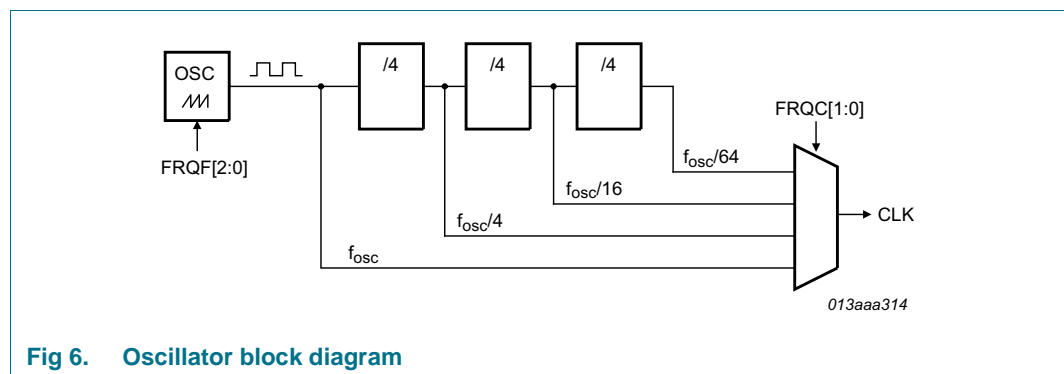 OSC
/4
/4
/4
FRQF[2:0]
FRQC[1:0]
fosc/64
fosc/16
fosc/4
fosc
CLK
013aaa314
Fig 6. Oscillator block diagram